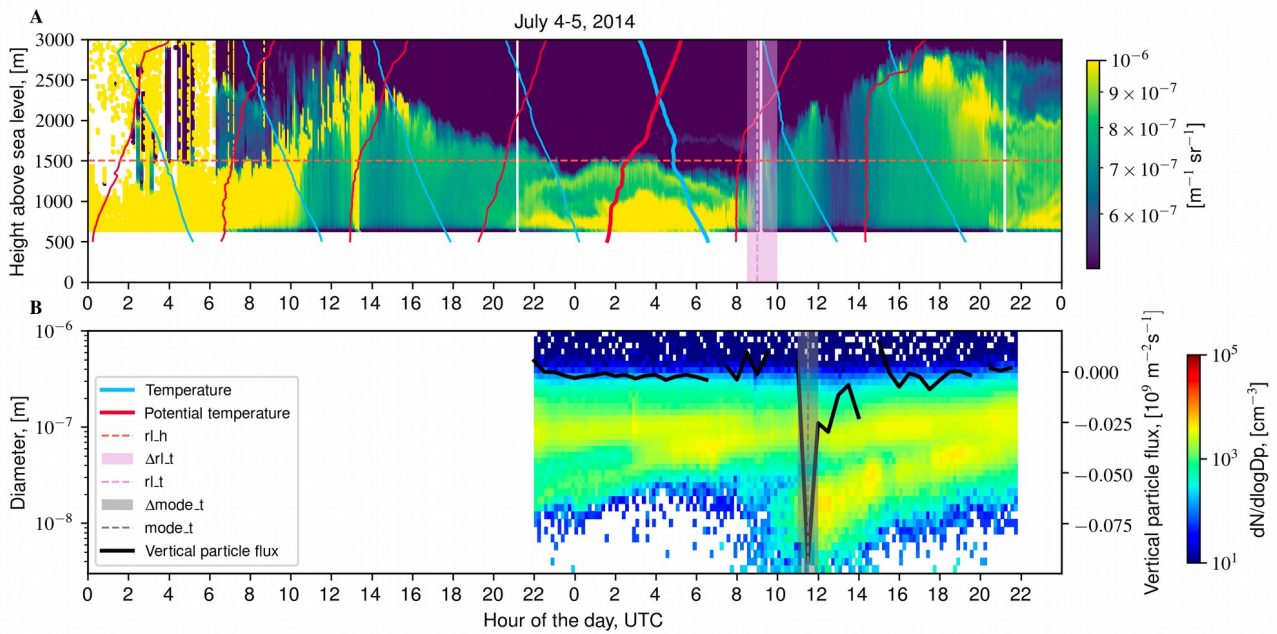 A
July 4-5, 2014
Height above sea level, [m]
3000
2500
2000
1500
1000
500
0
0 2 4 6 8 10 12 14 16 18 20 22 0 2 4 6 8 10 12 14 16 18 20 22 0
10⁻⁶
9 × 10⁻⁷
8 × 10⁻⁷
7 × 10⁻⁷
6 × 10⁻⁷
[m⁻¹ sr⁻¹]
B
Diameter, [m]
10⁻⁶
10⁻⁷
10⁻⁸
Temperature
Potential temperature
rl_h
Δrl_t
rl_t
Δmode_t
mode_t
Vertical particle flux
0 2 4 6 8 10 12 14 16 18 20 22 0 2 4 6 8 10 12 14 16 18 20 22
Hour of the day, UTC
0.000
−0.025
−0.050
−0.075
Vertical particle flux, [10⁹ m⁻²s⁻¹]
10⁵
10³
10¹
dN/dlogDp, [cm⁻³]